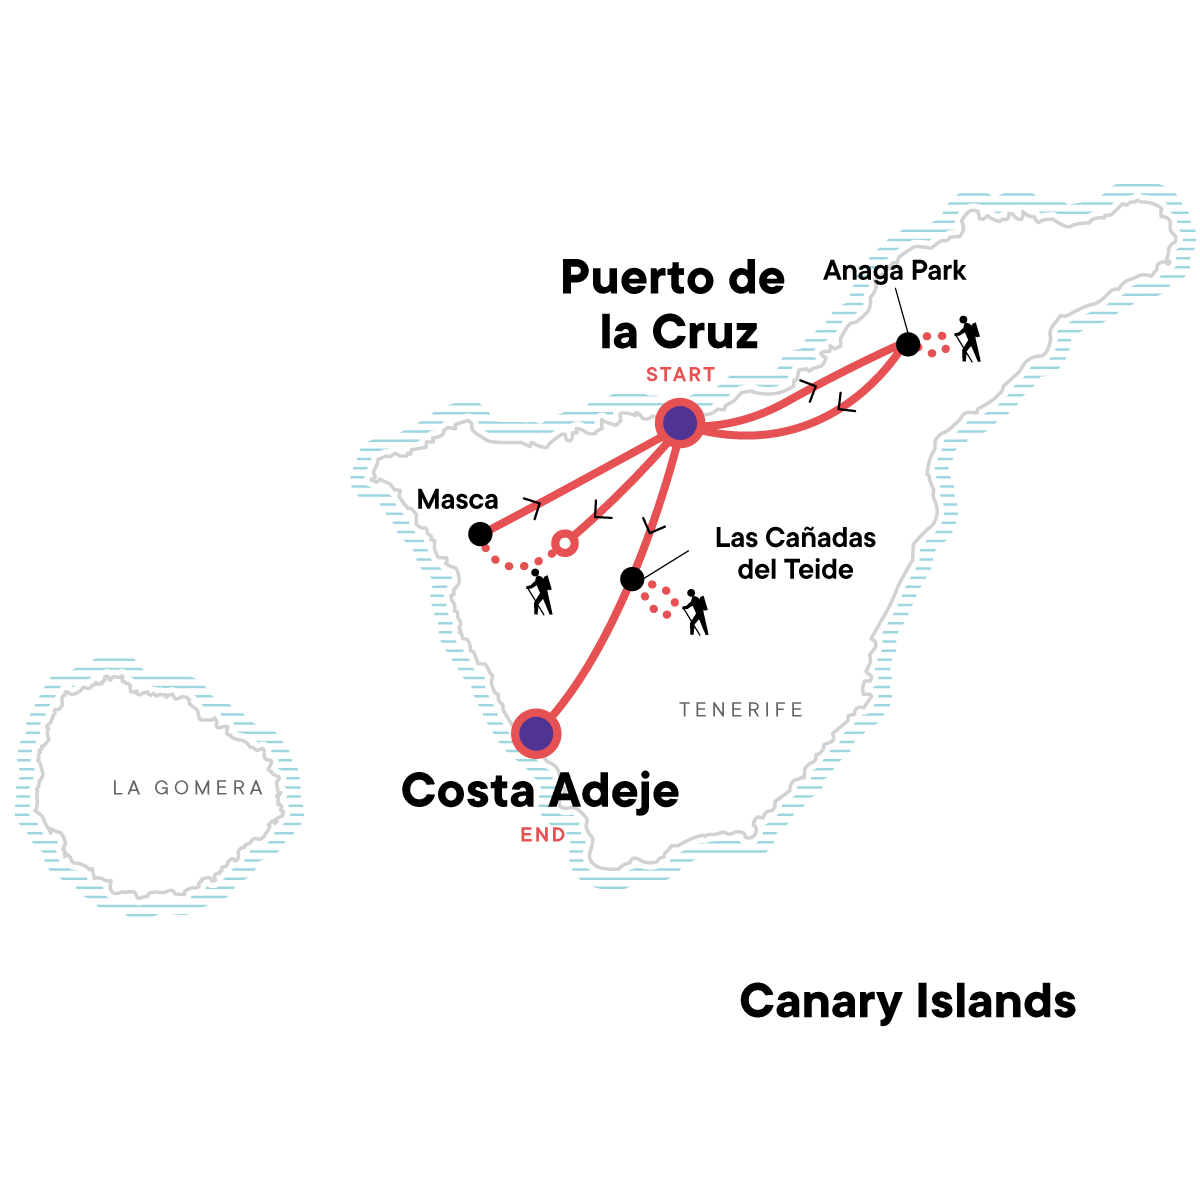 Puerto de
la Cruz
START
Anaga Park
Masca
Las Cañadas
del Teide
TENERIFE
LA GOMERA
Costa Adeje
END
Canary Islands